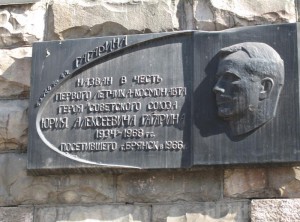 ГАГАРИНА
НАЗВАН В ЧЕСТЬ
ПЕРВОГО ЛЕТЧИКА-КОСМОНАВТА
ГЕРОЯ СОВЕТСКОГО СОЮЗА
ЮРИЯ АЛЕКСЕЕВИЧА ГАГАРИНА
1934-1968 гг.
ПОСЕТИВШЕГО г. БРЯНСК в 1966